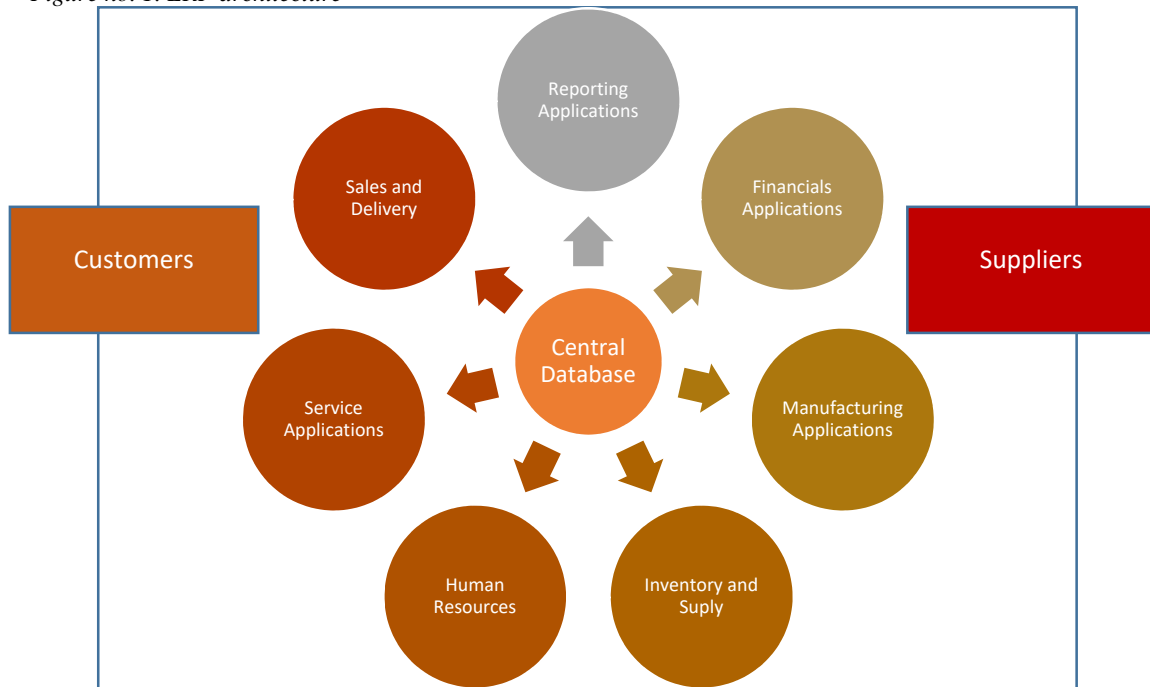 Reporting
Applications
Sales and
Delivery
Financials
Applications
Customers
Suppliers
Central
Database
Service
Applications
Manufacturing
Applications
Human
Resources
Inventory and
Suply